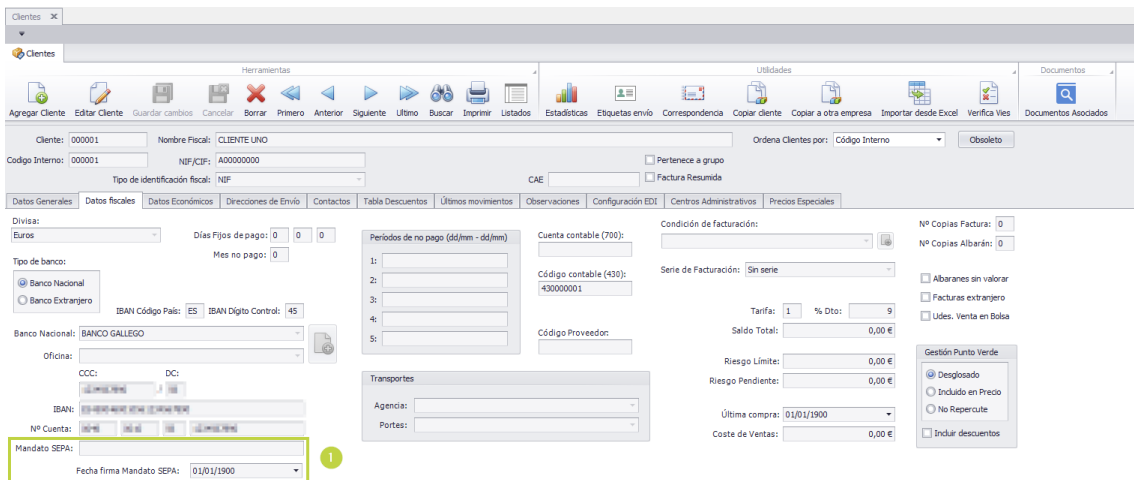 Clientes
Clientes
Herramientas Utilidades Documentos
Agregar Cliente Editar Cliente Guardar cambios Cancelar Borrar Primero Anterior Siguiente Ultimo Buscar Imprimir Listados Estadísticas Etiquetas envío Correspondencia Copiar cliente Copiar a otra empresa Importar desde Excel Verifica Vies Documentos Asociados
Cliente: 000001 Nombre Fiscal: CLIENTE UNO Ordena Clientes por: Código Interno Obsoleto
Codigo Interno: 000001 NIF/CIF: A00000000 Pertenece a grupo
Tipo de identificación fiscal: NIF CAE Factura Resumida
Datos Generales Datos fiscales Datos Económicos Direcciones de Envío Contactos Tabla Descuentos Últimos movimientos Observaciones Configuración EDI Centros Administrativos Precios Especiales
Divisa:
Euros
Días Fijos de pago: 0 0 0
Mes no pago: 0
Tipo de banco:
Banco Nacional
Banco Extranjero
IBAN Código País: ES IBAN Dígito Control: 45
Banco Nacional: BANCO GALLEGO
Oficina:
CCC: DC:
/
IBAN:
Nº Cuenta:
Mandato SEPA:
Fecha firma Mandato SEPA: 01/01/1900
1
Períodos de no pago (dd/mm - dd/mm)
1:
2:
3:
4:
5:
Transportes
Agencia:
Portes:
Cuenta contable (700):
Código contable (430):
430000001
Código Proveedor:
Condición de facturación:
Serie de Facturación: Sin serie
Tarifa: 1 % Dto: 9
Saldo Total: 0,00 €
Riesgo Límite: 0,00 €
Riesgo Pendiente: 0,00 €
Última compra: 01/01/1900
Coste de Ventas: 0,00 €
Nº Copias Factura: 0
Nº Copias Albarán: 0
Albaranes sin valorar
Facturas extranjero
Udes. Venta en Bolsa
Gestión Punto Verde
Desglosado
Incluido en Precio
No Repercute
Incluir descuentos